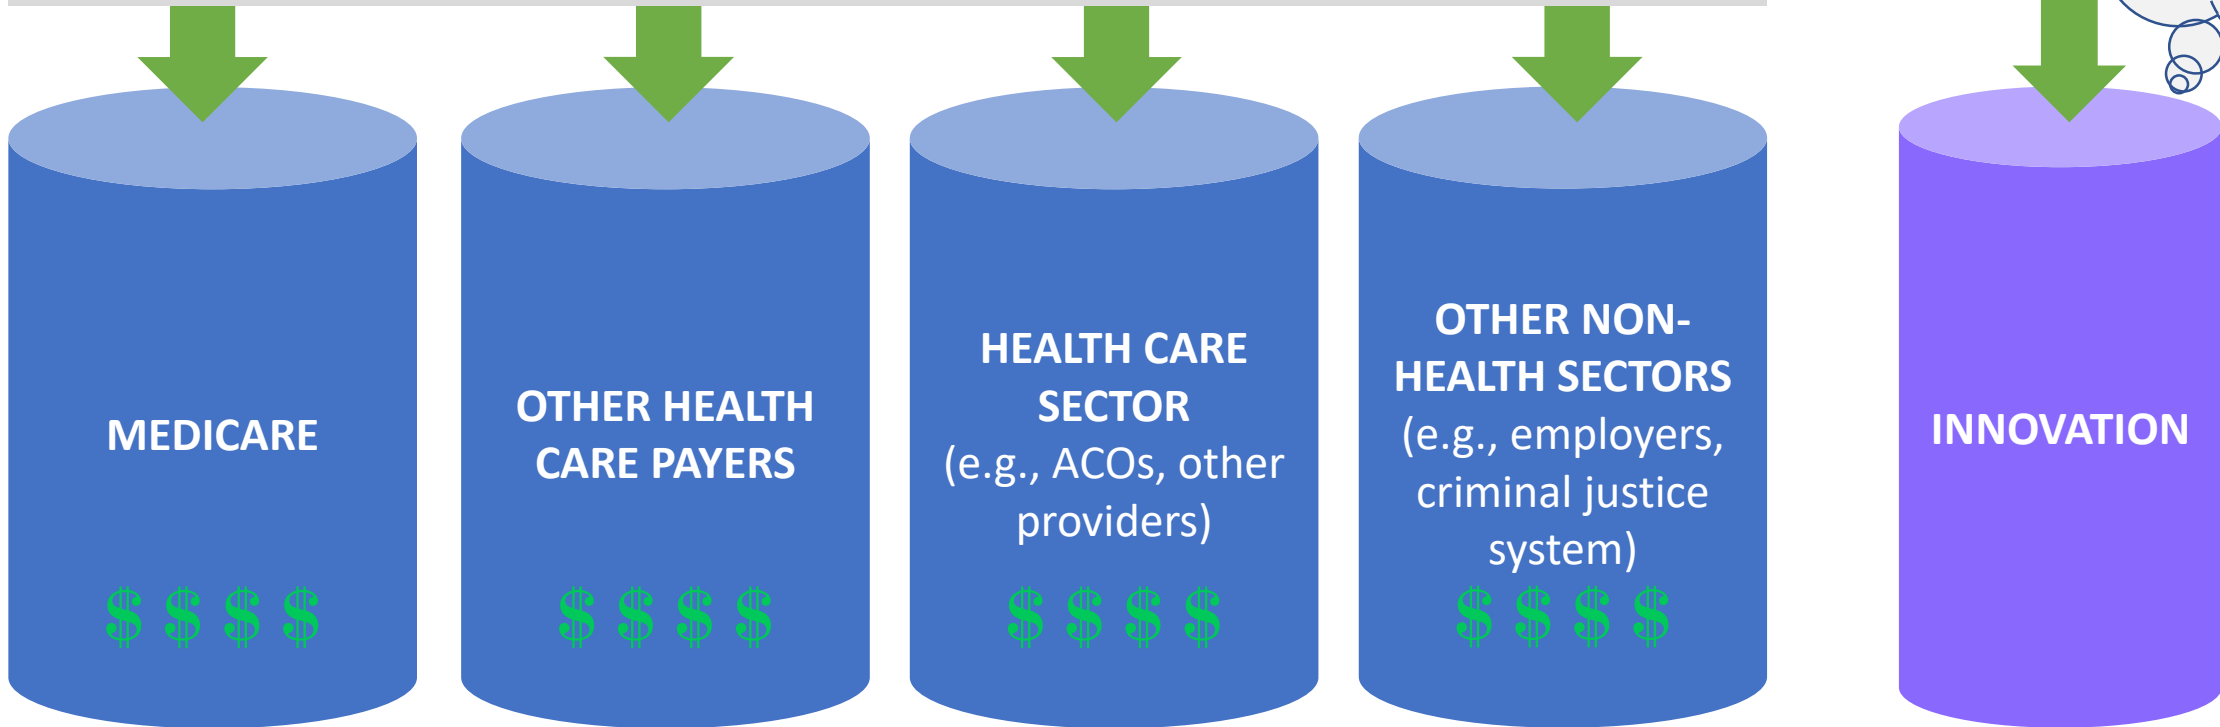 MEDICARE
$ $ $ $
OTHER HEALTH
CARE PAYERS
$ $ $ $
HEALTH CARE
SECTOR
(e.g., ACOs, other
providers)
$ $ $ $
OTHER NON-
HEALTH SECTORS
(e.g., employers,
criminal justice
system)
$ $ $ $
INNOVATION